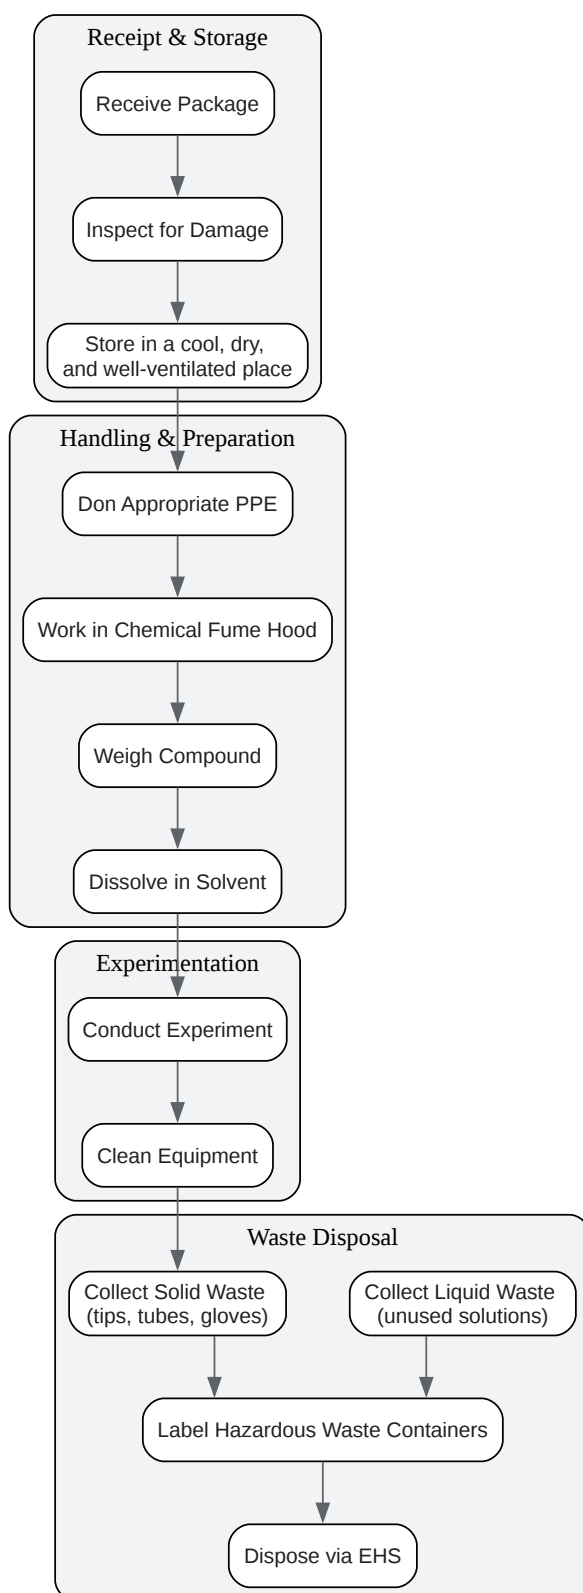 Receipt & Storage
Receive Package
Inspect for Damage
Store in a cool, dry,
and well-ventilated place
Handling & Preparation
Don Appropriate PPE
Work in Chemical Fume Hood
Weigh Compound
Dissolve in Solvent
Experimentation
Conduct Experiment
Clean Equipment
Waste Disposal
Collect Solid Waste
(tips, tubes, gloves)
Collect Liquid Waste
(unused solutions)
Label Hazardous Waste Containers
Dispose via EHS